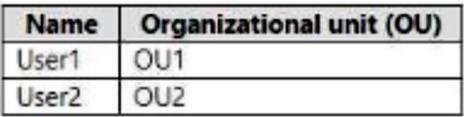 Name Organizational unit (OU)
User1 OU1
User2 OU2